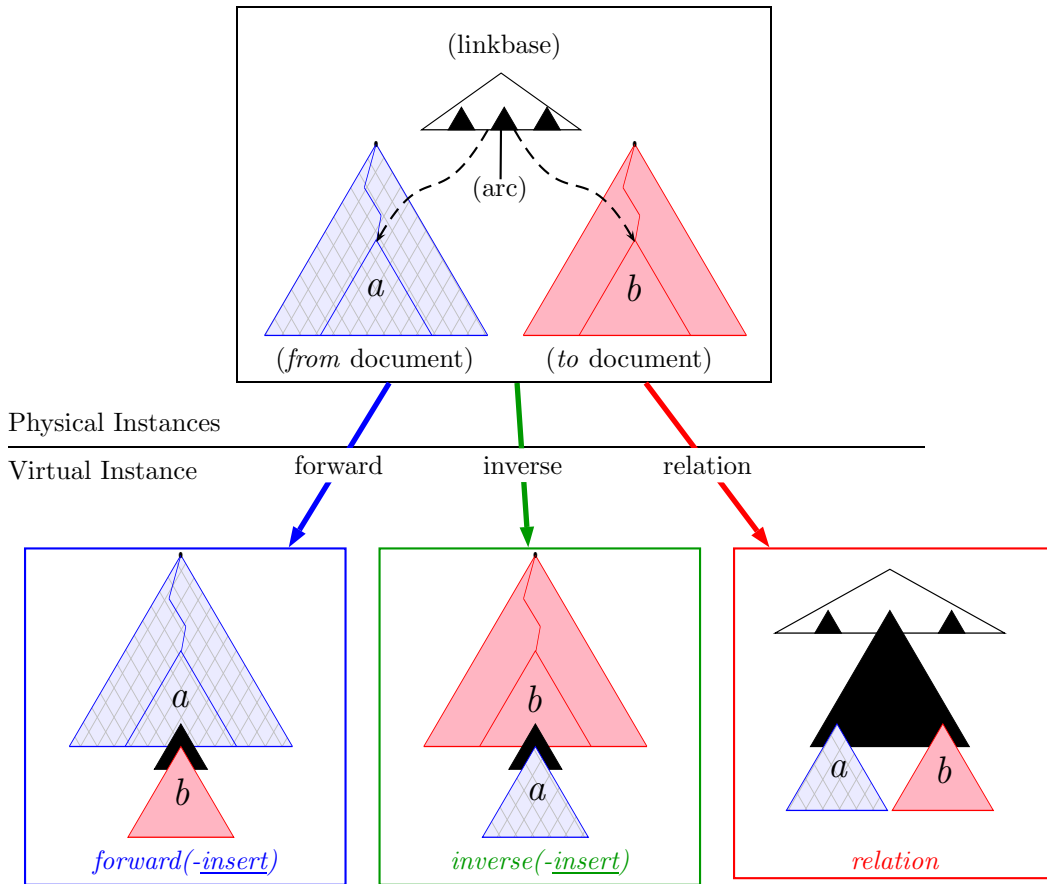 (linkbase)
(arc)
a
b
(from document)
(to document)
Physical Instances
Virtual Instance
forward
inverse
relation
a
b
b
a
a
b
forward(-insert)
inverse(-insert)
relation